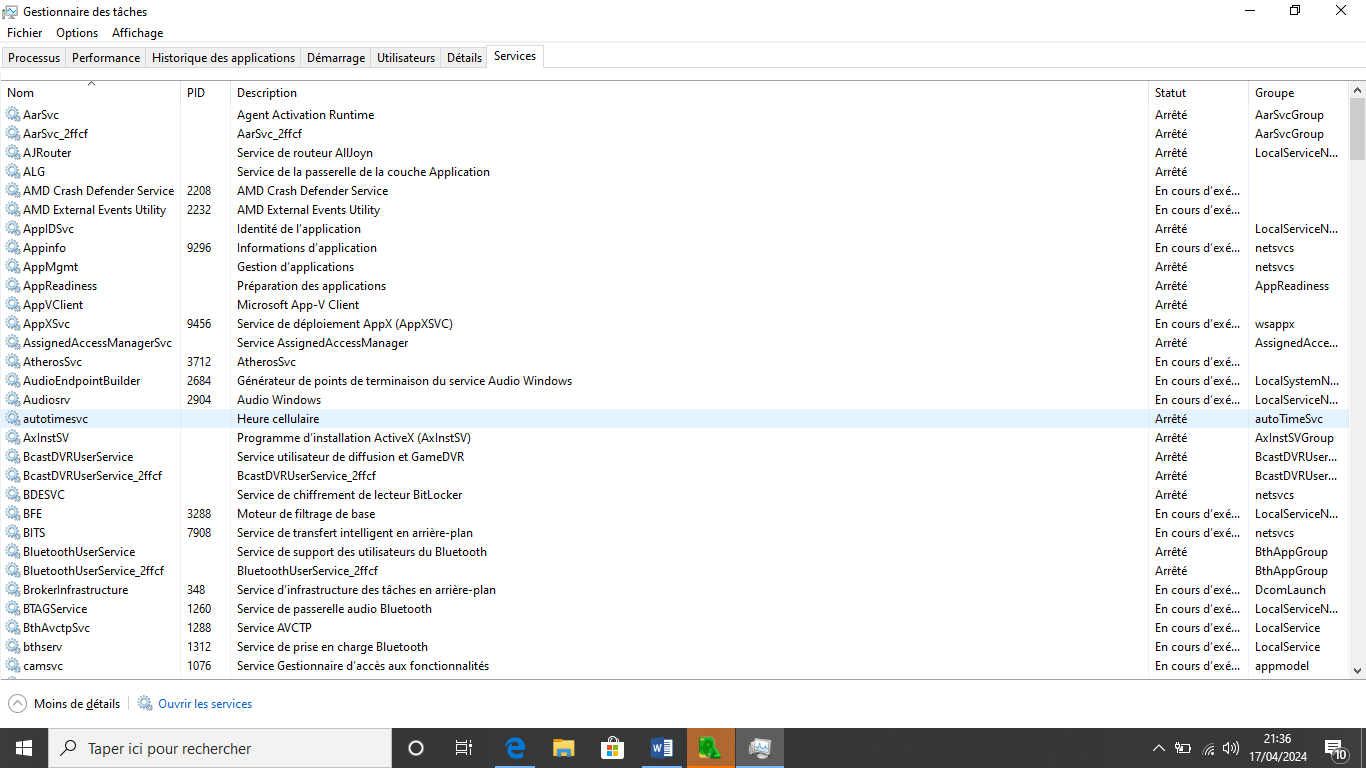 Gestionnaire des tâches
Fichier Options Affichage
Processus Performance Historique des applications Démarrage Utilisateurs Détails Services
Nom PID Description Statut Groupe
AarSvc Agent Activation Runtime Arrêté AarSvcGroup
AarSvc_2ffcf AarSvc_2ffcf Arrêté AarSvcGroup
AJRouter Service de routeur AllJoyn Arrêté LocalServiceN...
ALG Service de la passerelle de la couche Application Arrêté
AMD Crash Defender Service 2208 AMD Crash Defender Service En cours d'exé...
AMD External Events Utility 2232 AMD External Events Utility En cours d'exé...
AppIDSvc Identité de l'application Arrêté LocalServiceN...
Appinfo 9296 Informations d'application En cours d'exé... netsvcs
AppMgmt Gestion d'applications Arrêté netsvcs
AppReadiness Préparation des applications Arrêté AppReadiness
AppVClient Microsoft App-V Client Arrêté
AppXSvc 9456 Service de déploiement AppX (AppXSVC) En cours d'exé... wsappx
AssignedAccessManagerSvc Service AssignedAccessManager Arrêté AssignedAcce...
AtherosSvc 3712 AtherosSvc En cours d'exé...
AudioEndpointBuilder 2684 Générateur de points de terminaison du service Audio Windows En cours d'exé... LocalSystemN...
Audiosrv 2904 Audio Windows En cours d'exé... LocalServiceN...
autotimesvc Heure cellulaire Arrêté autoTimeSvc
AxInstSV Programme d'installation ActiveX (AxInstSV) Arrêté AxInstSVGroup
BcastDVRUserService Service utilisateur de diffusion et GameDVR Arrêté BcastDVRUser...
BcastDVRUserService_2ffcf BcastDVRUserService_2ffcf Arrêté BcastDVRUser...
BDESVC Service de chiffrement de lecteur BitLocker Arrêté netsvcs
BFE 3288 Moteur de filtrage de base En cours d'exé... LocalServiceN...
BITS 7908 Service de transfert intelligent en arrière-plan En cours d'exé... netsvcs
BluetoothUserService Service de support des utilisateurs du Bluetooth Arrêté BthAppGroup
BluetoothUserService_2ffcf BluetoothUserService_2ffcf Arrêté BthAppGroup
BrokerInfrastructure 348 Service d'infrastructure des tâches en arrière-plan En cours d'exé... DcomLaunch
BTAGService 1260 Service de passerelle audio Bluetooth En cours d'exé... LocalServiceN...
BthAvctpSvc 1288 Service AVCTP En cours d'exé... LocalService
bthserv 1312 Service de prise en charge Bluetooth En cours d'exé... LocalService
camsvc 1076 Service Gestionnaire d'accès aux fonctionnalités En cours d'exé... appmodel
Moins de détails Ouvrir les services
Taper ici pour rechercher
21:36
17/04/2024
10